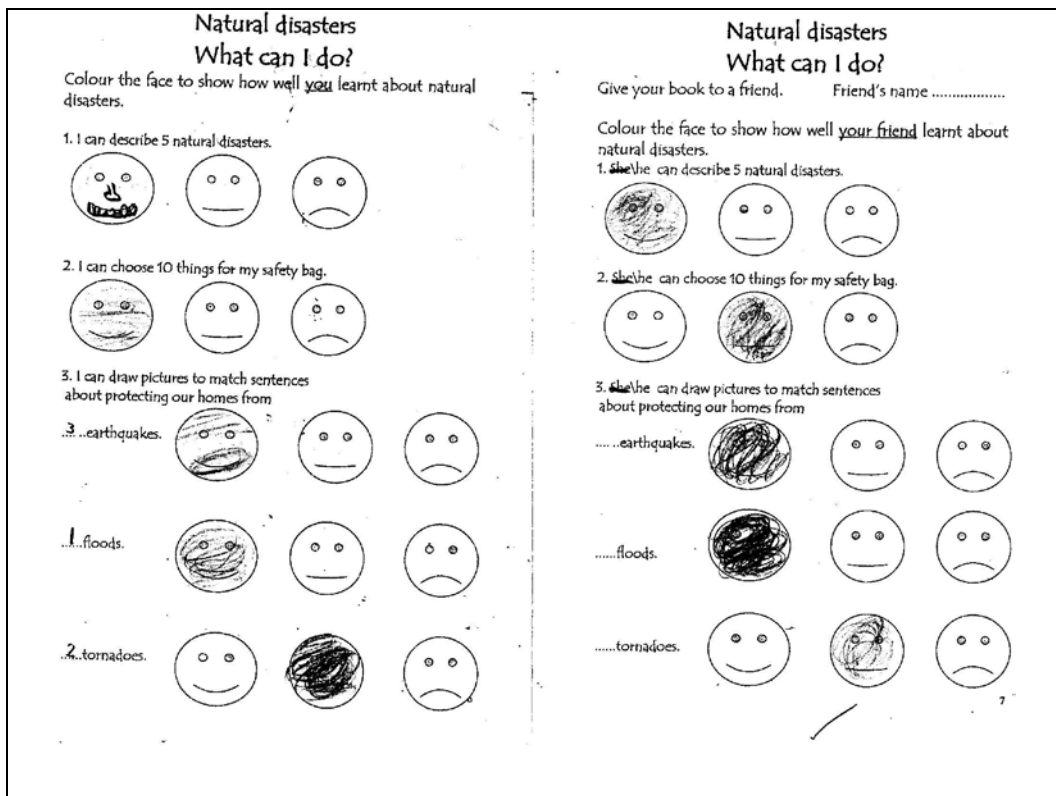 Natural disasters
What can I do?
Colour the face to show how well you learnt about natural
disasters.
1. I can describe 5 natural disasters.
2. I can choose 10 things for my safety bag.
3. I can draw pictures to match sentences
about protecting our homes from
...3...earthquakes.
...1...floods.
...2...tornadoes.
Natural disasters
What can I do?
Give your book to a friend. Friend's name ..................
Colour the face to show how well your friend learnt about
natural disasters.
1. She\he can describe 5 natural disasters.
2. She\he can choose 10 things for my safety bag.
3. She\he can draw pictures to match sentences
about protecting our homes from
......earthquakes.
......floods.
......tornadoes.
7